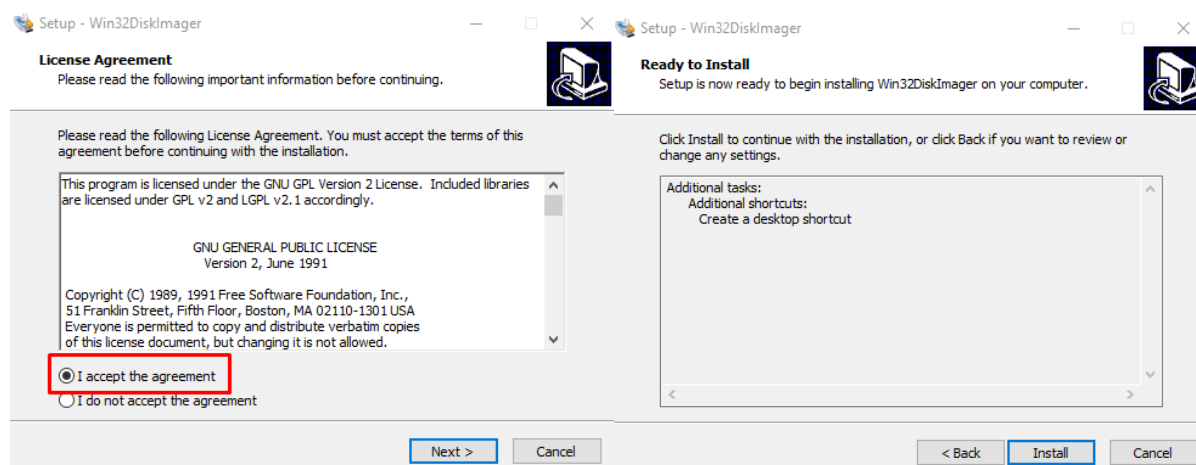 Setup - Win32DiskImager
License Agreement
Please read the following important information before continuing.
Please read the following License Agreement. You must accept the terms of this
agreement before continuing with the installation.
This program is licensed under the GNU GPL Version 2 License.  Included libraries
are licensed under GPL v2 and LGPL v2.1 accordingly.
GNU GENERAL PUBLIC LICENSE
Version 2, June 1991
Copyright (C) 1989, 1991 Free Software Foundation, Inc.,
51 Franklin Street, Fifth Floor, Boston, MA 02110-1301 USA
Everyone is permitted to copy and distribute verbatim copies
of this license document, but changing it is not allowed.
I accept the agreement
I do not accept the agreement
Next >
Cancel
Setup - Win32DiskImager
Ready to Install
Setup is now ready to begin installing Win32DiskImager on your computer.
Click Install to continue with the installation, or click Back if you want to review or
change any settings.
Additional tasks:
Additional shortcuts:
Create a desktop shortcut
< Back
Install
Cancel